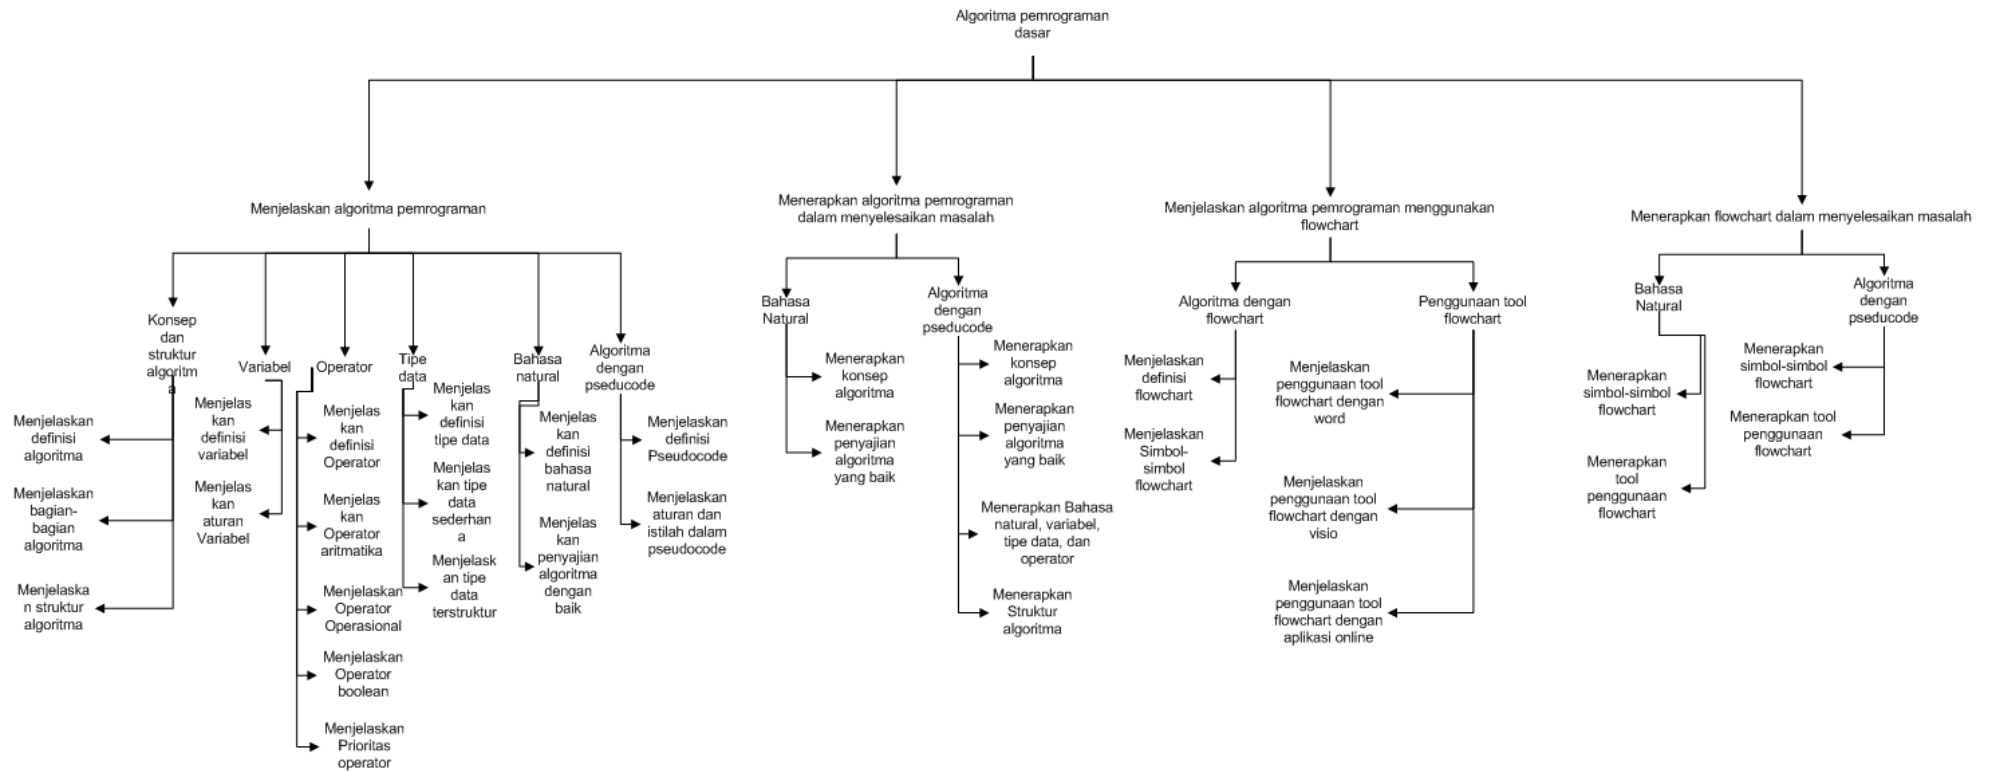 Algoritma pemrograman
dasar
Menjelaskan algoritma pemrograman
Menerapkan algoritma pemrograman
dalam menyelesaikan masalah
Menjelaskan algoritma pemrograman menggunakan
flowchart
Menerapkan flowchart dalam menyelesaikan masalah
Konsep
dan
struktur
algoritm
a
Menjelaskan
definisi
algoritma
Menjelaskan
bagian-
bagian
algoritma
Menjelaska
n struktur
algoritma
Variabel
Menjelas
kan
definisi
variabel
Menjelas
kan
aturan
Variabel
Operator
Menjelas
kan
definisi
Operator
Menjelas
kan
Operator
aritmatika
Menjelaskan
Operator
Operasional
Menjelaskan
Operator
boolean
Menjelaskan
Prioritas
operator
Tipe
data
Menjelas
kan
definisi
tipe data
Menjelas
kan tipe
data
sederhan
a
Menjelask
an tipe
data
terstruktur
Bahasa
natural
Menjelas
kan
definisi
bahasa
natural
Menjelas
kan
penyajian
algoritma
dengan
baik
Algoritma
dengan
pseducode
Menjelaskan
definisi
Pseudocode
Menjelaskan
aturan dan
istilah dalam
pseudocode
Bahasa
Natural
Menerapkan
konsep
algoritma
Menerapkan
penyajian
algoritma
yang baik
Algoritma
dengan
pseducode
Menerapkan
konsep
algoritma
Menerapkan
penyajian
algoritma
yang baik
Menerapkan Bahasa
natural, variabel,
tipe data, dan
operator
Menerapkan
Struktur
algoritma
Algoritma dengan
flowchart
Menjelaskan
definisi
flowchart
Menjelaskan
Simbol-
simbol
flowchart
Penggunaan tool
flowchart
Menjelaskan
penggunaan tool
flowchart dengan
word
Menjelaskan
penggunaan tool
flowchart dengan
visio
Menjelaskan
penggunaan tool
flowchart dengan
aplikasi online
Bahasa
Natural
Menerapkan
simbol-simbol
flowchart
Menerapkan
tool
penggunaan
flowchart
Algoritma
dengan
pseducode
Menerapkan
simbol-simbol
flowchart
Menerapkan tool
penggunaan
flowchart